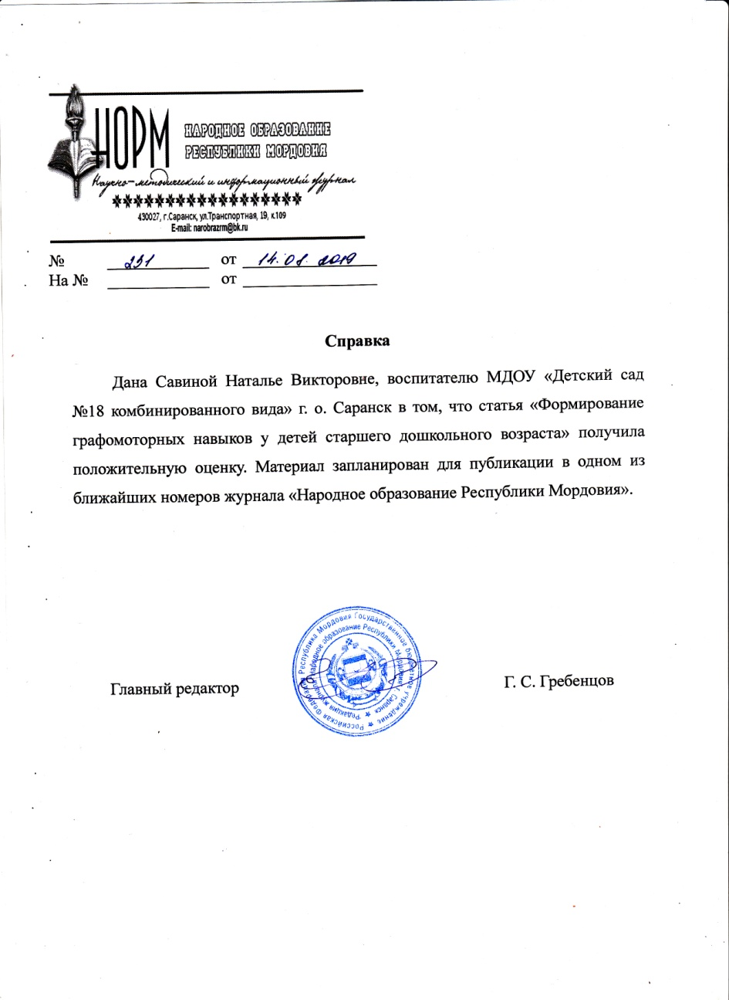 НОРМ
НАРОДНОЕ ОБРАЗОВАНИЕ
РЕСПУБЛИКИ МОРДОВИЯ
Научно-методический и информационный журнал
430027, г.Саранск, ул.Транспортная, 19, к.109
E-mail: narobrazrm@bk.ru
№ 231 от 14.08.2019
На № от
Справка
Дана Савиной Наталье Викторовне, воспитателю МДОУ «Детский сад
№18 комбинированного вида» г. о. Саранск в том, что статья «Формирование
графомоторных навыков у детей старшего дошкольного возраста» получила
положительную оценку. Материал запланирован для публикации в одном из
ближайших номеров журнала «Народное образование Республики Мордовия».
Главный редактор
Г. С. Гребенцов
Российская Федерация Республика Мордовия Государственное бюджетное учреждение
Редакция журнала Народное образование Республики Мордовия г. Саранск